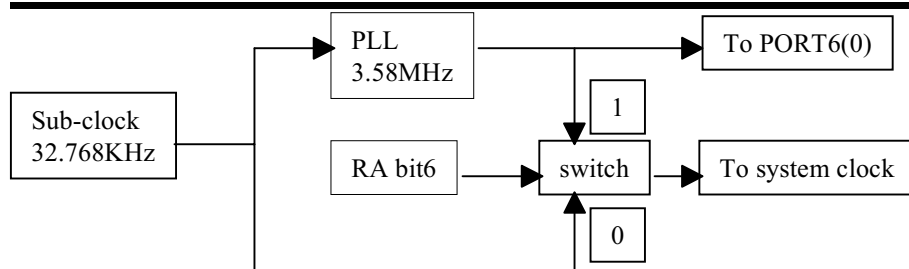 PLL
3.58MHz
To PORT6(0)
Sub-clock
32.768KHz
1
RA bit6
switch
To system clock
0